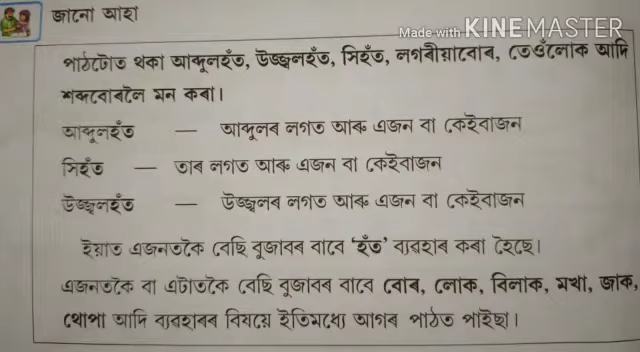 জানো আহা
Made with KINEMASTER
পাঠটোত থকা আব্দুলহঁত, উজ্জ্বলহঁত, সিহঁত, লগৰীয়াবোৰ, তেওঁলোক আদি
শব্দবোৰলৈ মন কৰা।
আব্দুলহঁত — আব্দুলৰ লগত আৰু এজন বা কেইবাজন
সিহঁত — তাৰ লগত আৰু এজন বা কেইবাজন
উজ্জ্বলহঁত — উজ্জ্বলৰ লগত আৰু এজন বা কেইবাজন
ইয়াত এজনতকৈ বেছি বুজাবৰ বাবে ‘হঁত’ ব্যৱহাৰ কৰা হৈছে।
এজনতকৈ বা এটাতকৈ বেছি বুজাবৰ বাবে বোৰ, লোক, বিলাক, মখা, জাক,
থোপা আদি ব্যৱহাৰৰ বিষয়ে ইতিমধ্যে আগৰ পাঠত পাইছা।